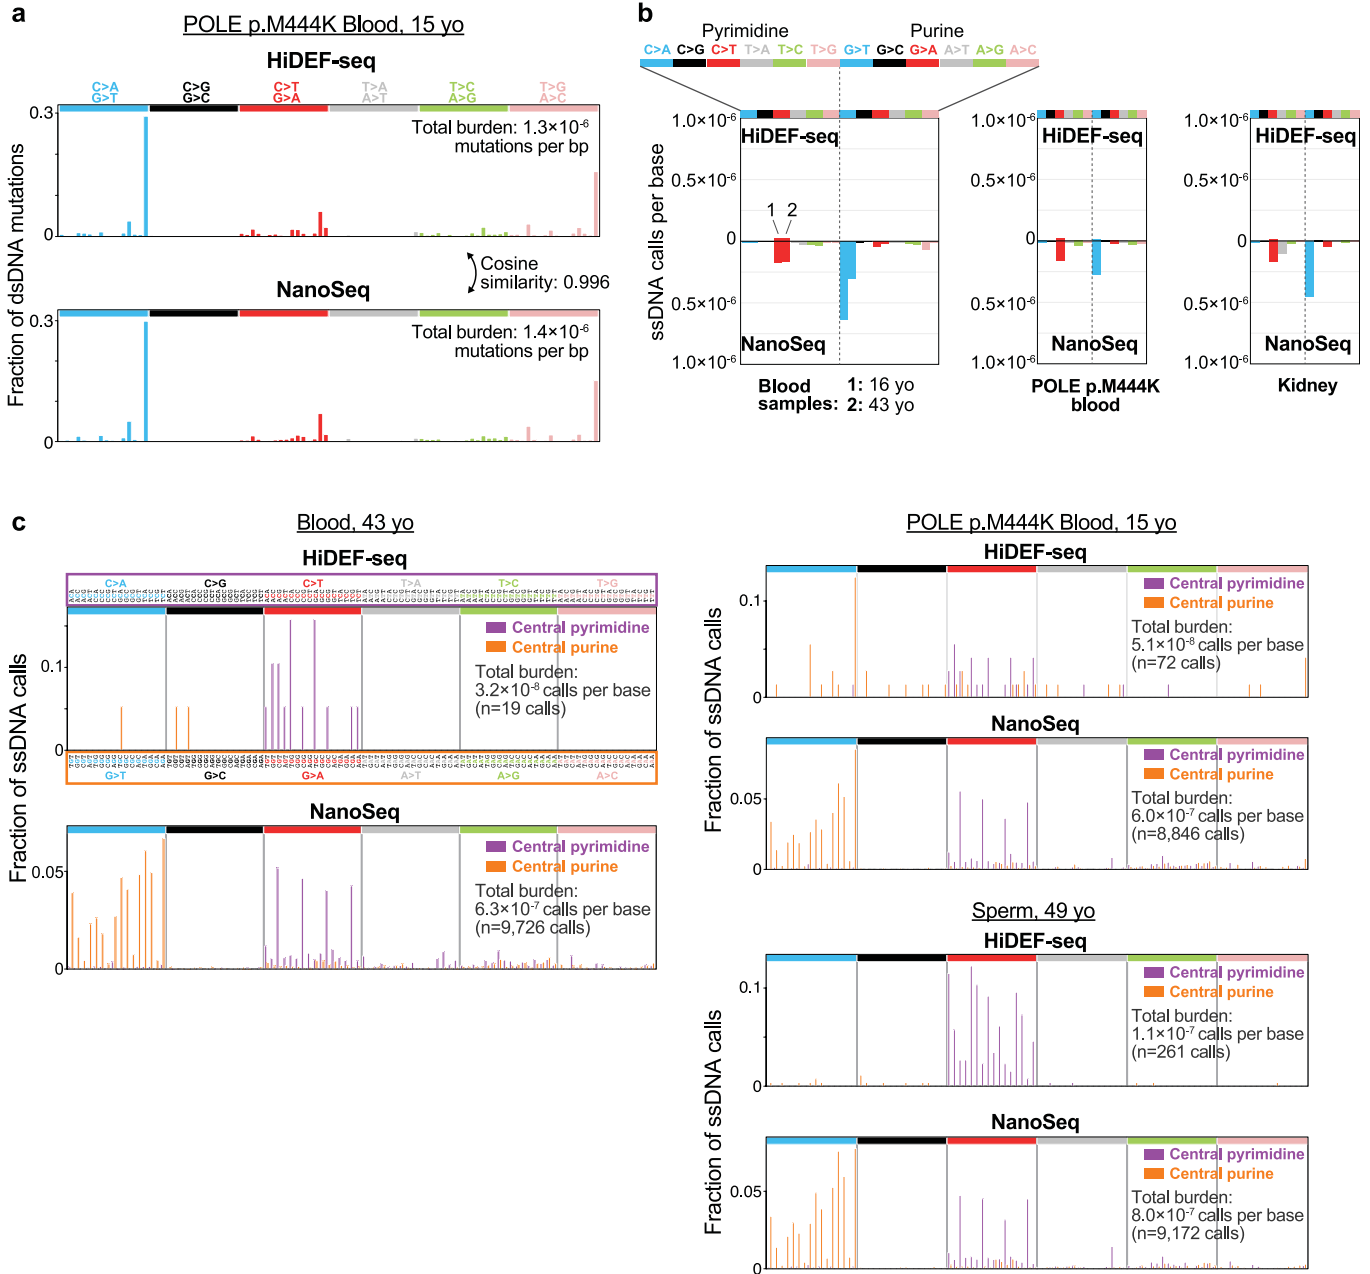 a
POLE p.M444K Blood, 15 yo
HiDEF-seq
C>A C>G C>T T>A T>C T>G
G>T G>C G>A A>T A>G A>C
Fraction of dsDNA mutations
0.3
Total burden: 1.3×10⁻⁶
mutations per bp
0
Cosine
similarity: 0.996
NanoSeq
0.3
Total burden: 1.4×10⁻⁶
mutations per bp
0
b
Pyrimidine Purine
C>A C>G C>T T>A T>C T>G G>T G>C G>A A>T A>G A>C
ssDNA calls per base
1.0×10⁻⁶
HiDEF-seq
0.5×10⁻⁶
1 2
0
0.5×10⁻⁶
NanoSeq
1.0×10⁻⁶
Blood
samples:
1: 16 yo
2: 43 yo
1.0×10⁻⁶
HiDEF-seq
0.5×10⁻⁶
0
0.5×10⁻⁶
NanoSeq
1.0×10⁻⁶
POLE p.M444K
blood
1.0×10⁻⁶
HiDEF-seq
0.5×10⁻⁶
0
0.5×10⁻⁶
NanoSeq
1.0×10⁻⁶
Kidney
c
Blood, 43 yo
HiDEF-seq
C>A C>G C>T T>A T>C T>G
Fraction of ssDNA calls
Central pyrimidine
Central purine
Total burden:
3.2×10⁻⁸ calls per base
(n=19 calls)
0.1
0
G>T G>C G>A A>T A>G A>C
NanoSeq
Central pyrimidine
Central purine
Total burden:
6.3×10⁻⁷ calls per base
(n=9,726 calls)
0.05
0
POLE p.M444K Blood, 15 yo
HiDEF-seq
Fraction of ssDNA calls
Central pyrimidine
Central purine
Total burden:
5.1×10⁻⁸ calls per base
(n=72 calls)
0.1
0
NanoSeq
Central pyrimidine
Central purine
Total burden:
6.0×10⁻⁷ calls per base
(n=8,846 calls)
0.05
0
Sperm, 49 yo
HiDEF-seq
Fraction of ssDNA calls
Central pyrimidine
Central purine
Total burden:
1.1×10⁻⁷ calls per base
(n=261 calls)
0.1
0
NanoSeq
Central pyrimidine
Central purine
Total burden:
8.0×10⁻⁷ calls per base
(n=9,172 calls)
0.05
0